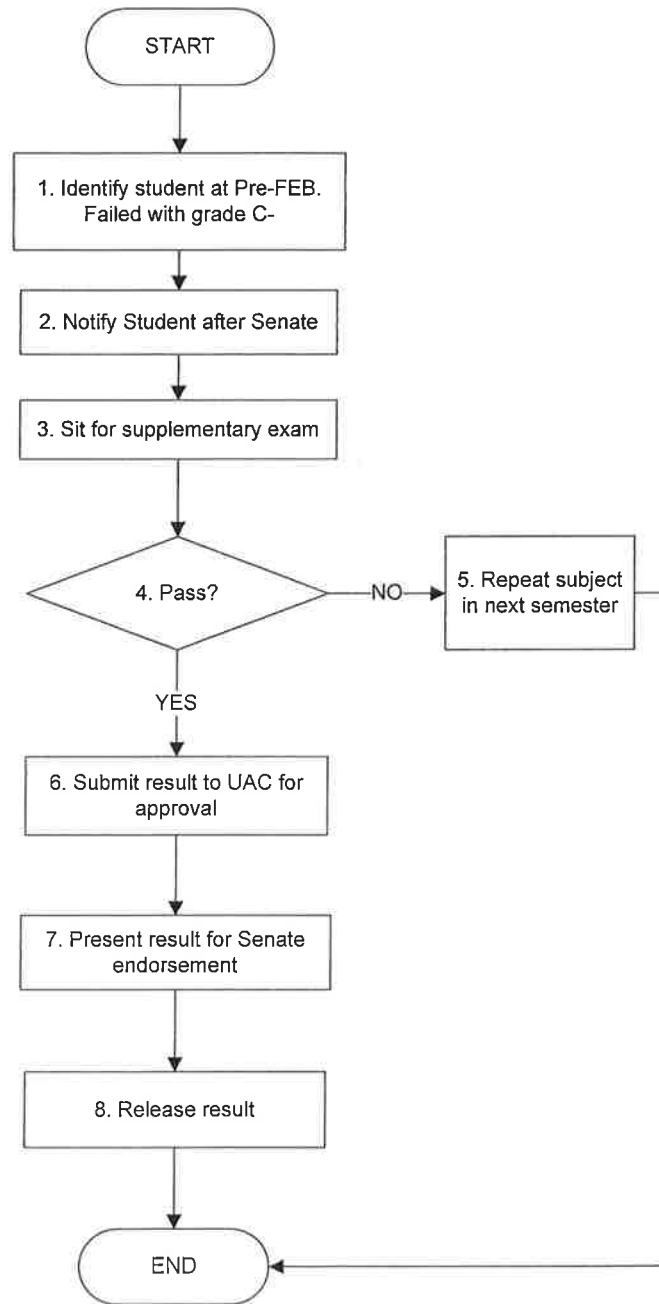 START
1. Identify student at Pre-FEB.
Failed with grade C-
2. Notify Student after Senate
3. Sit for supplementary exam
4. Pass?
NO
5. Repeat subject
in next semester
YES
6. Submit result to UAC for
approval
7. Present result for Senate
endorsement
8. Release result
END